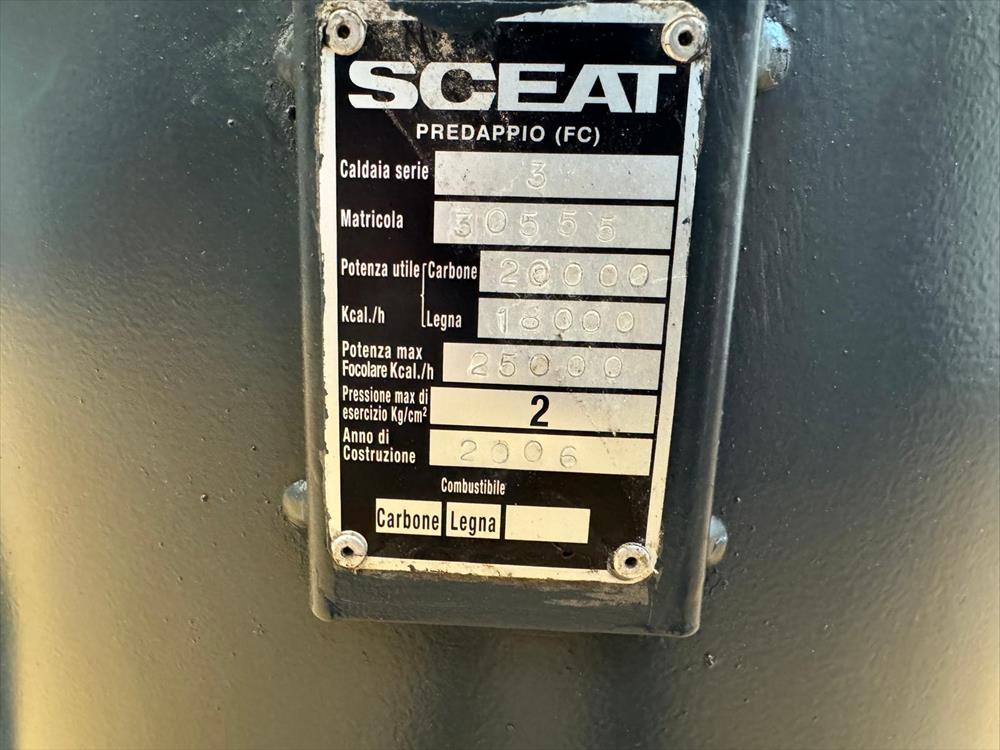 SCEAT
PREDAPPIO (FC)
Caldaia serie 3
Matricola 30555
Potenza utile Carbone 20000
Kcal./h Legna 18000
Potenza max
Focolare Kcal./h 25000
Pressione max di
esercizio Kg/cm² 2
Anno di
Costruzione 2006
Combustibile
Carbone Legna